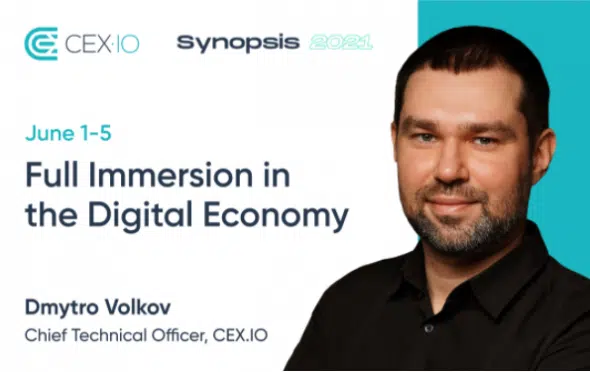 CEX.IO Synopsis 2021
June 1-5
Full Immersion in
the Digital Economy
Dmytro Volkov
Chief Technical Officer, CEX.IO